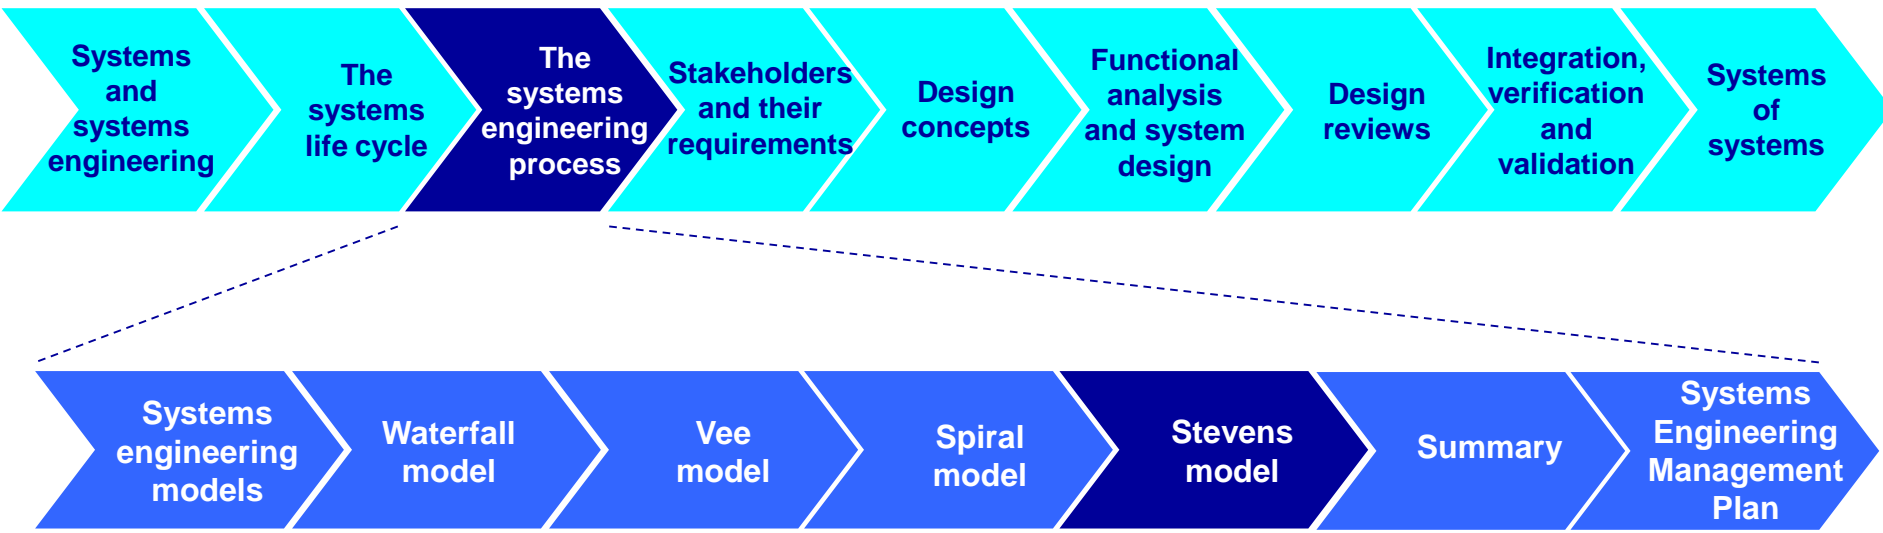 Systems
and
systems
engineering
The
systems
life cycle
The
systems
engineering
process
Stakeholders
and their
requirements
Design
concepts
Functional
analysis
and system
design
Design
reviews
Integration,
verification
and
validation
Systems
of
systems
Systems
engineering
models
Waterfall
model
Vee
model
Spiral
model
Stevens
model
Summary
Systems
Engineering
Management
Plan